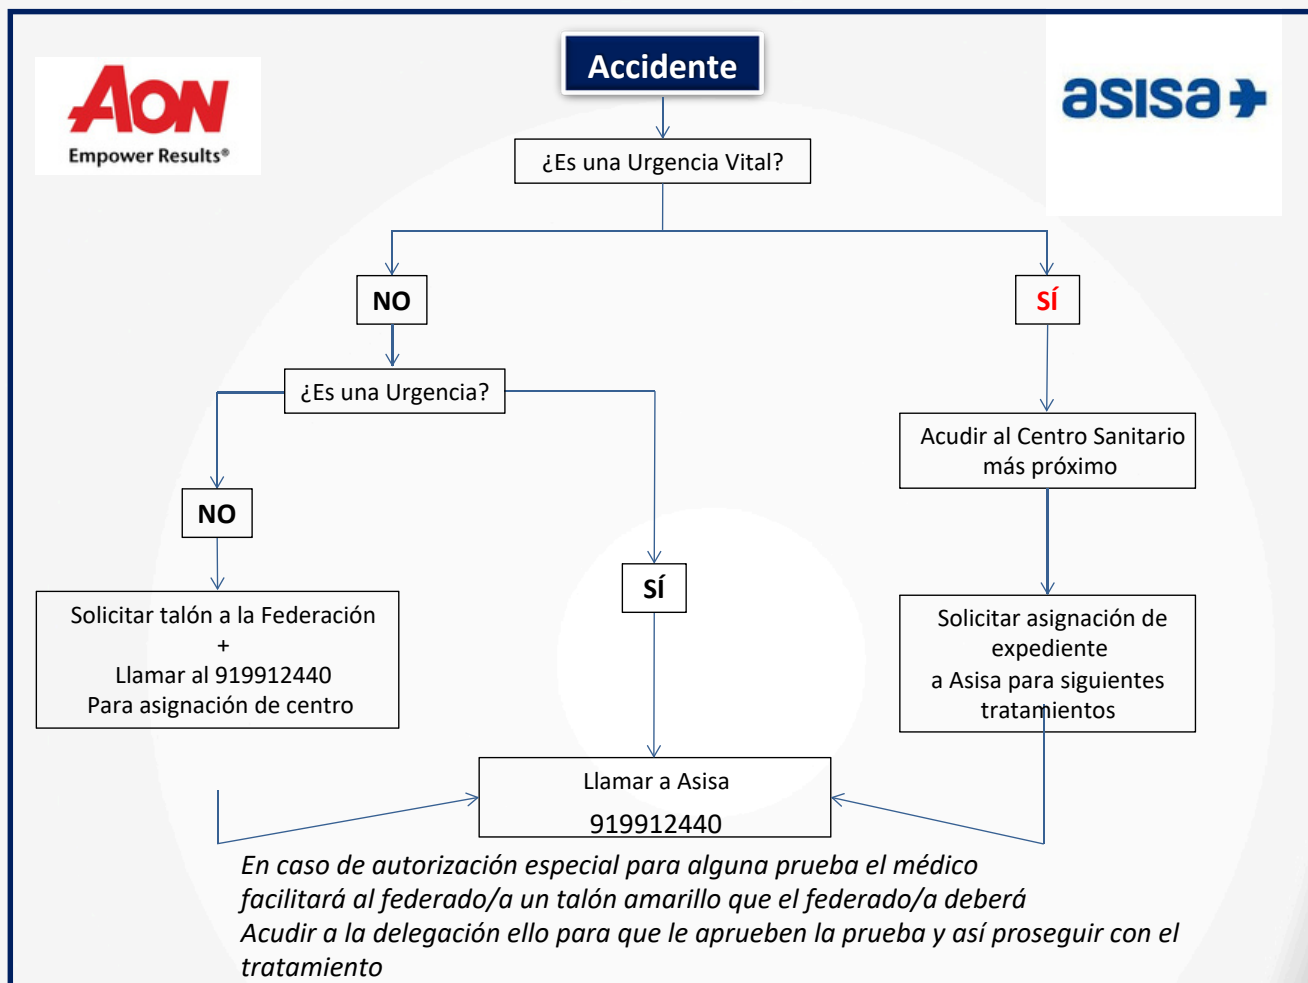 Accidente
AON
Empower Results®
asisa
¿Es una Urgencia Vital?
NO
SÍ
¿Es una Urgencia?
Acudir al Centro Sanitario
más próximo
NO
SÍ
Solicitar talón a la Federación
+
Llamar al 919912440
Para asignación de centro
Solicitar asignación de
expediente
a Asisa para siguientes
tratamientos
Llamar a Asisa
919912440
En caso de autorización especial para alguna prueba el médico
facilitará al federado/a un talón amarillo que el federado/a deberá
Acudir a la delegación ello para que le aprueben la prueba y así proseguir con el
tratamiento